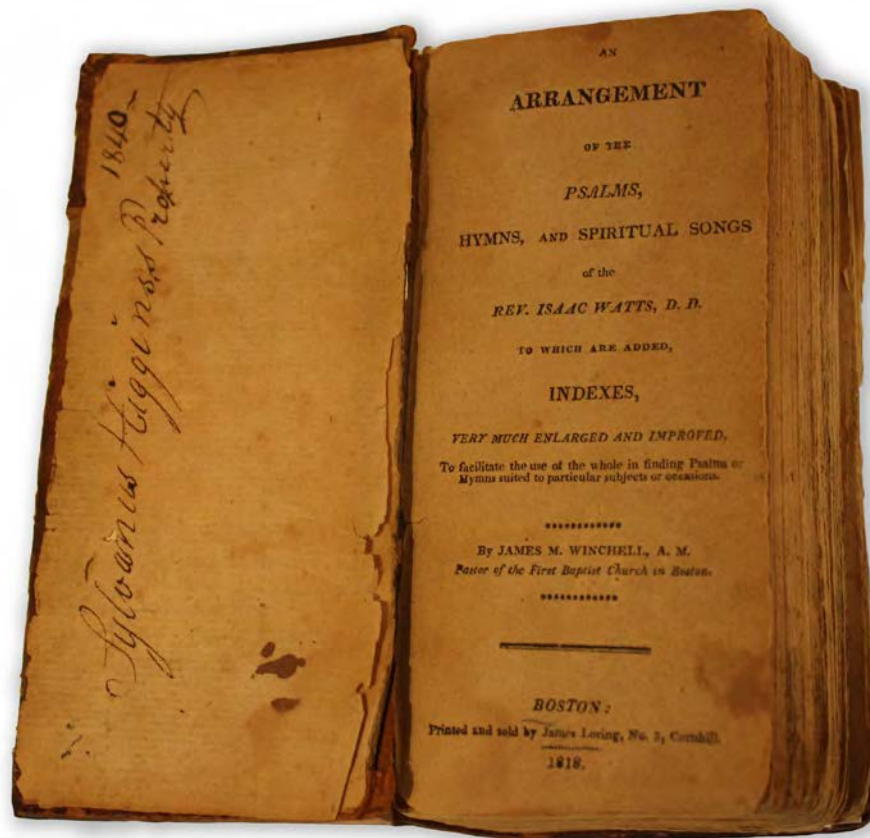 Sylvanus Higgins,s Property
1840
AN
ARRANGEMENT
OF THE
PSALMS,
HYMNS, AND SPIRITUAL SONGS
of the
REV. ISAAC WATTS, D. D.
TO WHICH ARE ADDED,
INDEXES,
VERY MUCH ENLARGED AND IMPROVED,
To facilitate the use of the whole in finding Psalms or
Hymns suited to particular subjects or occasions.
By JAMES M. WINCHELL, A. M.
Pastor of the First Baptist Church in Boston.
BOSTON:
Printed and sold by James Loring, No. 2, Cornhill.
1818.